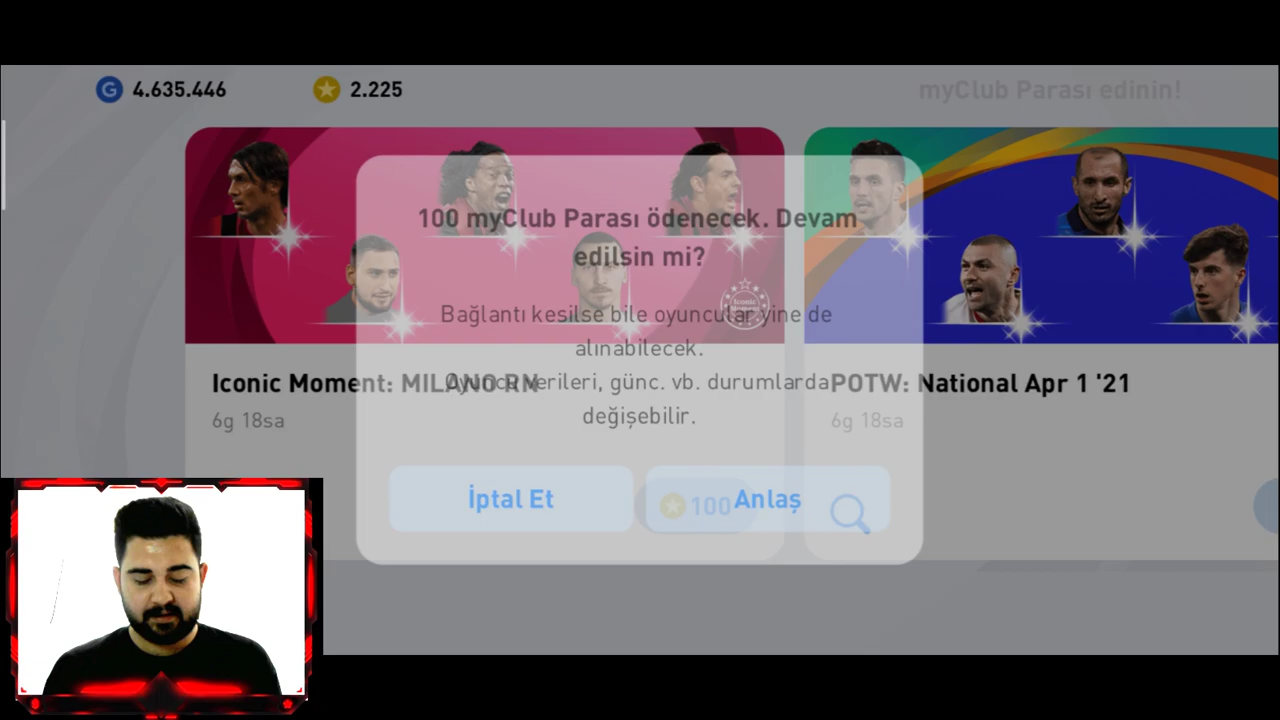 4.635.446
2.225
myClub Parası edinin!
100 myClub Parası ödenecek. Devam
edilsin mi?
Bağlantı kesilse bile oyuncular yine de
alınabilecek.
Oyuncu verileri, günc. vb. durumlarda
değişebilir.
Iconic Moment: MILANO RN
6g 18sa
POTW: National Apr 1 '21
6g 18sa
İptal Et
100
Anlaş